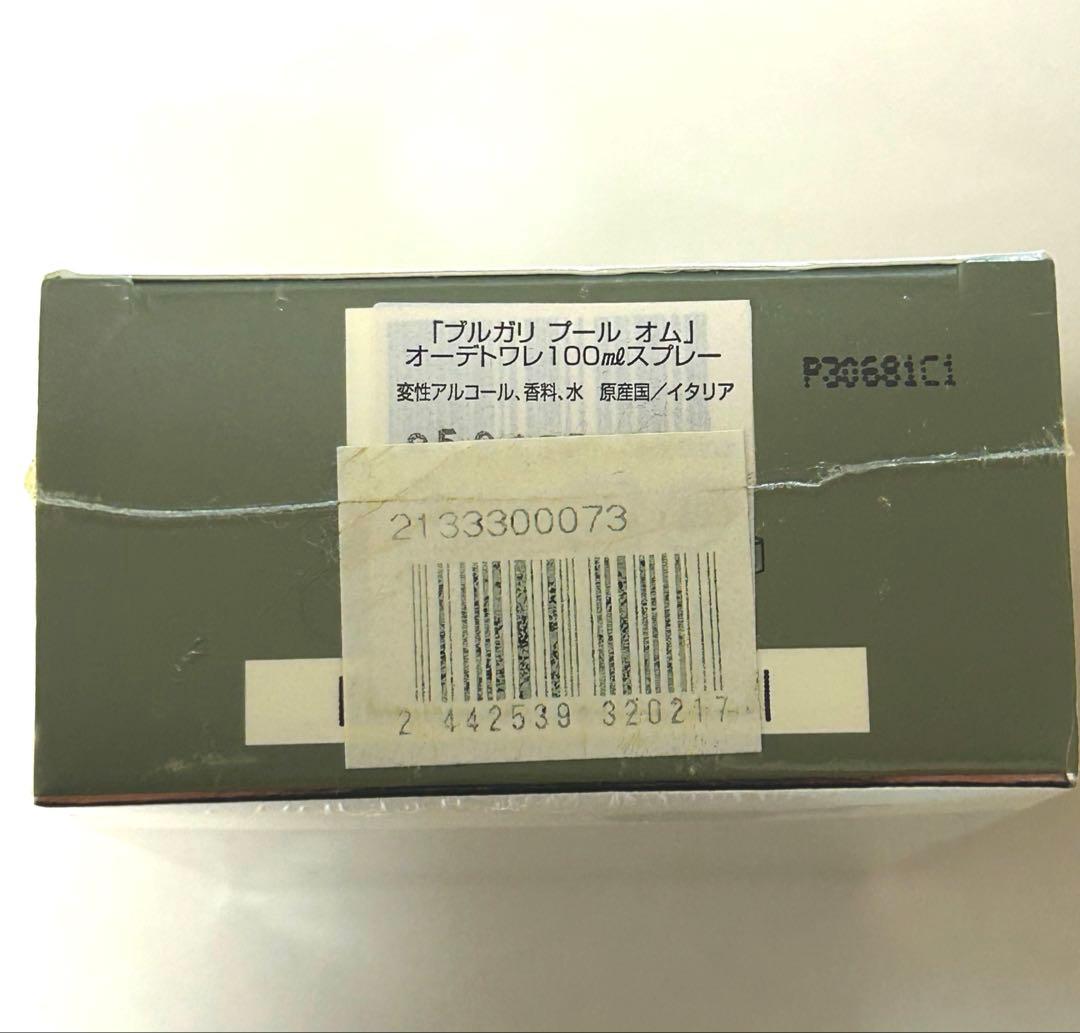 「ブルガリ プール オム」
オーデトワレ100㎖スプレー
変性アルコール、香料、水 原産国／イタリア
P30681C1
2133300073
2 442539 320217